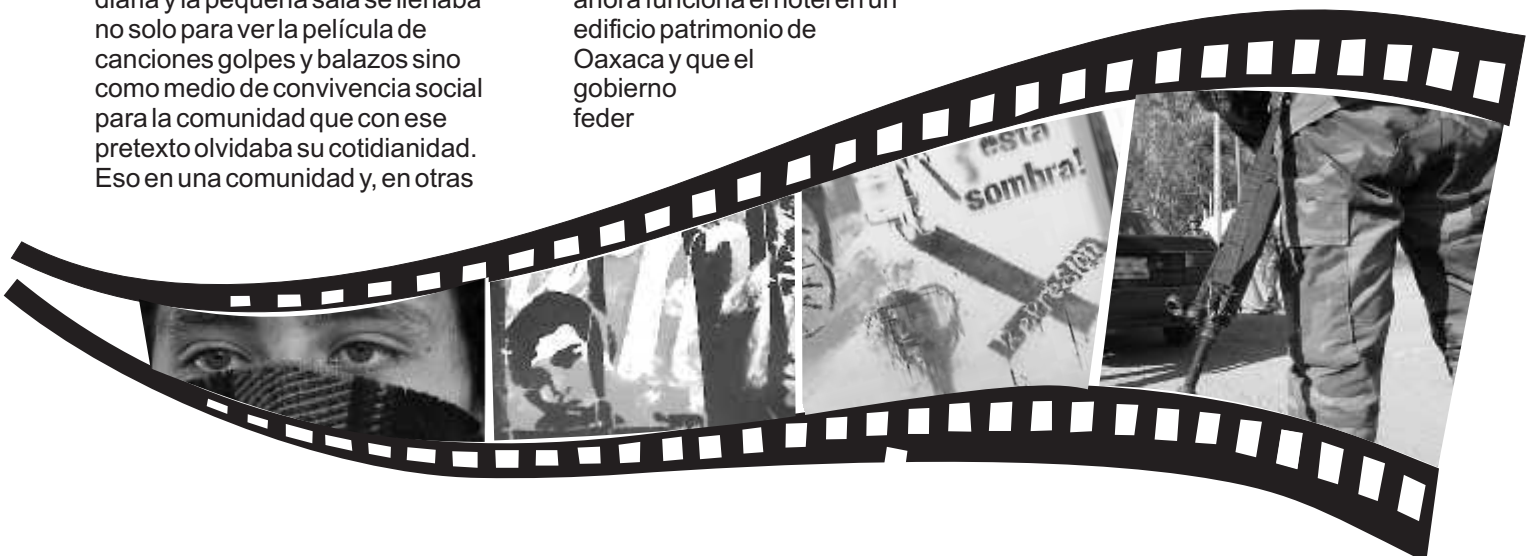 diana y la pequeña sala se llenaba
no solo para ver la película de
canciones golpes y balazos sino
como medio de convivencia social
para la comunidad que con ese
pretexto olvidaba su cotidianidad.
Eso en una comunidad y, en otras
ahora funciona el hotel en un
edificio patrimonio de
Oaxaca y que el
gobierno
feder
esta
sombra!